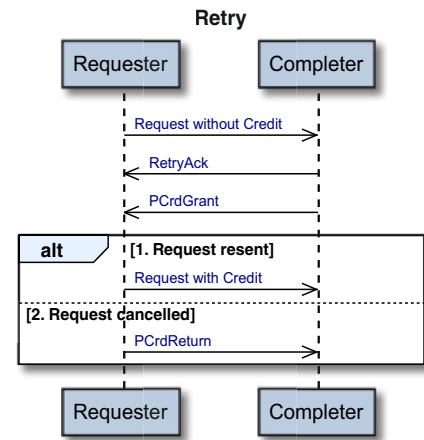 Retry
Requester Completer
Request without Credit
RetryAck
PCrdGrant
alt [1. Request resent]
Request with Credit
[2. Request cancelled]
PCrdReturn
Requester Completer